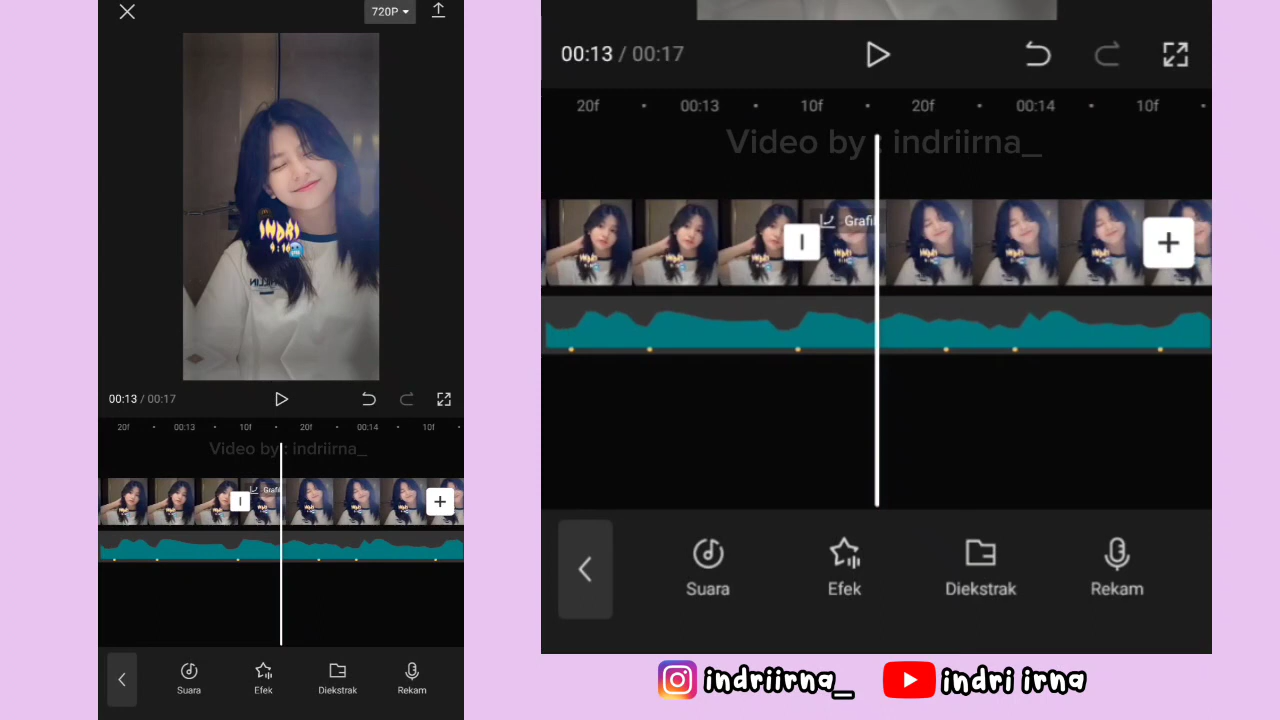 720P
INDRI
00:13 / 00:17
20f 00:13 10f 20f 00:14 10f
Video by : indriirna_
Grafi
Suara Efek Diekstrak Rekam
00:13 / 00:17
20f 00:13 10f 20f 00:14 10f
Video by : indriirna_
Grafi
Suara Efek Diekstrak Rekam
indriirna_ indri irna